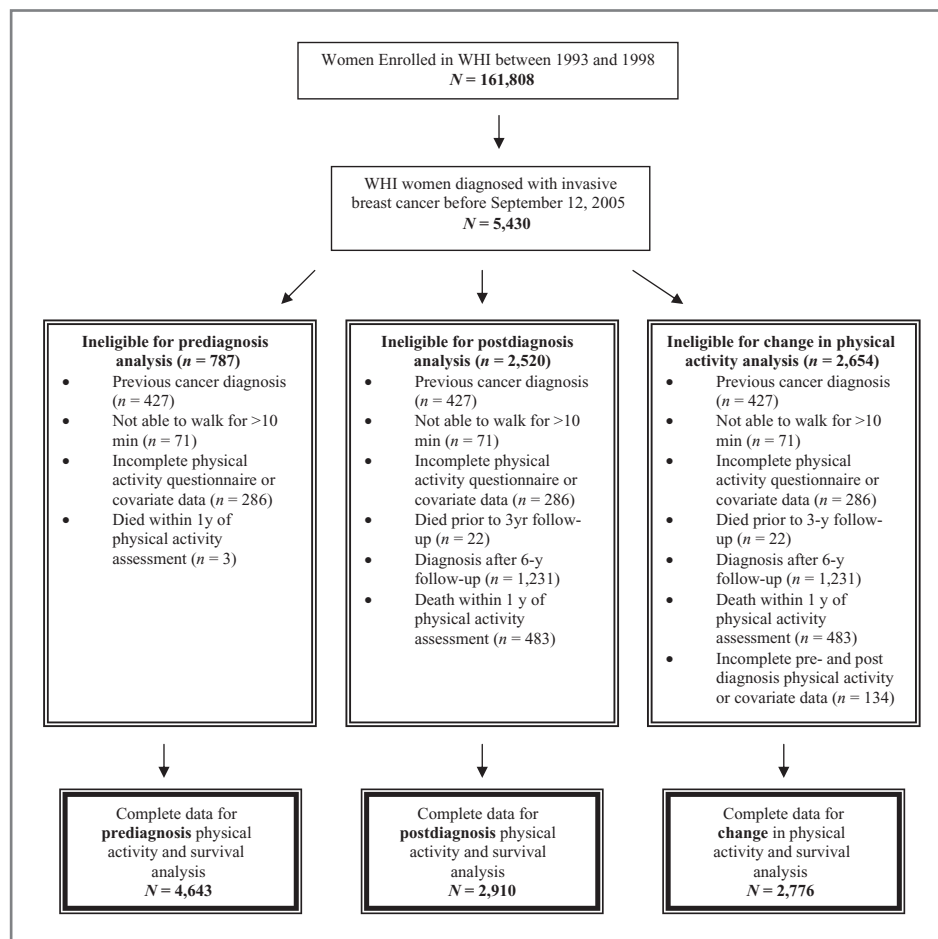 Women Enrolled in WHI between 1993 and 1998
N = 161,808
WHI women diagnosed with invasive
breast cancer before September 12, 2005
N = 5,430
Ineligible for prediagnosis
analysis (n = 787)
• Previous cancer diagnosis
(n = 427)
• Not able to walk for >10
min (n = 71)
• Incomplete physical
activity questionnaire or
covariate data (n = 286)
• Died within 1y of
physical activity
assessment (n = 3)
Ineligible for postdiagnosis
analysis (n = 2,520)
• Previous cancer diagnosis
(n = 427)
• Not able to walk for >10
min (n = 71)
• Incomplete physical
activity questionnaire or
covariate data (n = 286)
• Died prior to 3yr follow-
up (n = 22)
• Diagnosis after 6-y
follow-up (n = 1,231)
• Death within 1 y of
physical activity
assessment (n = 483)
Ineligible for change in physical
activity analysis (n = 2,654)
• Previous cancer diagnosis
(n = 427)
• Not able to walk for >10
min (n = 71)
• Incomplete physical
activity questionnaire or
covariate data (n = 286)
• Died prior to 3-y follow-
up (n = 22)
• Diagnosis after 6-y
follow-up (n = 1,231)
• Death within 1 y of
physical activity
assessment (n = 483)
• Incomplete pre- and post
diagnosis physical activity
or covariate data (n = 134)
Complete data for
prediagnosis physical
activity and survival
analysis
N = 4,643
Complete data for
postdiagnosis physical
activity and survival
analysis
N = 2,910
Complete data for
change in physical
activity and survival
analysis
N = 2,776